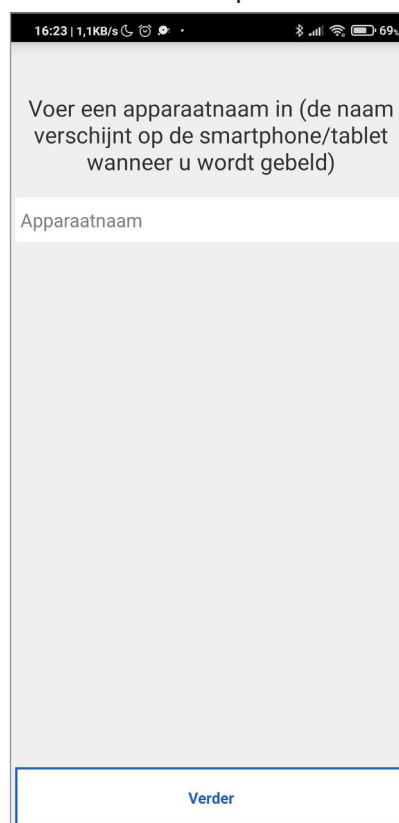 16:23 | 1,1KB/s
69%
Voer een apparaatnaam in (de naam
verschijnt op de smartphone/tablet
wanneer u wordt gebeld)
Apparaatnaam
Verder